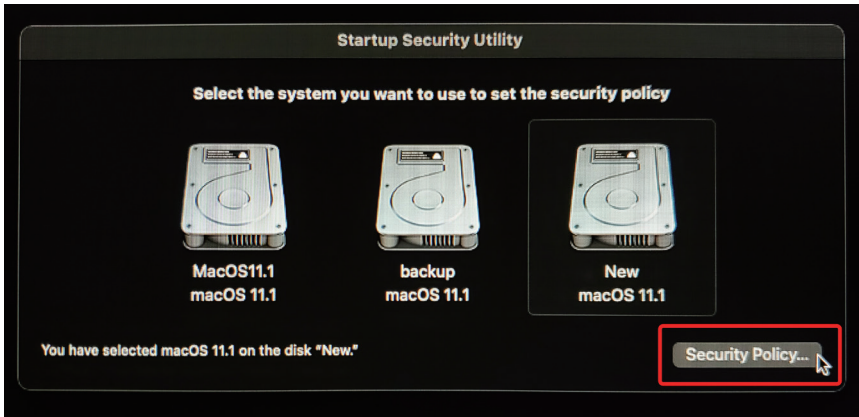 Startup Security Utility
Select the system you want to use to set the security policy
MacOS11.1
macOS 11.1
backup
macOS 11.1
New
macOS 11.1
You have selected macOS 11.1 on the disk "New."
Security Policy...